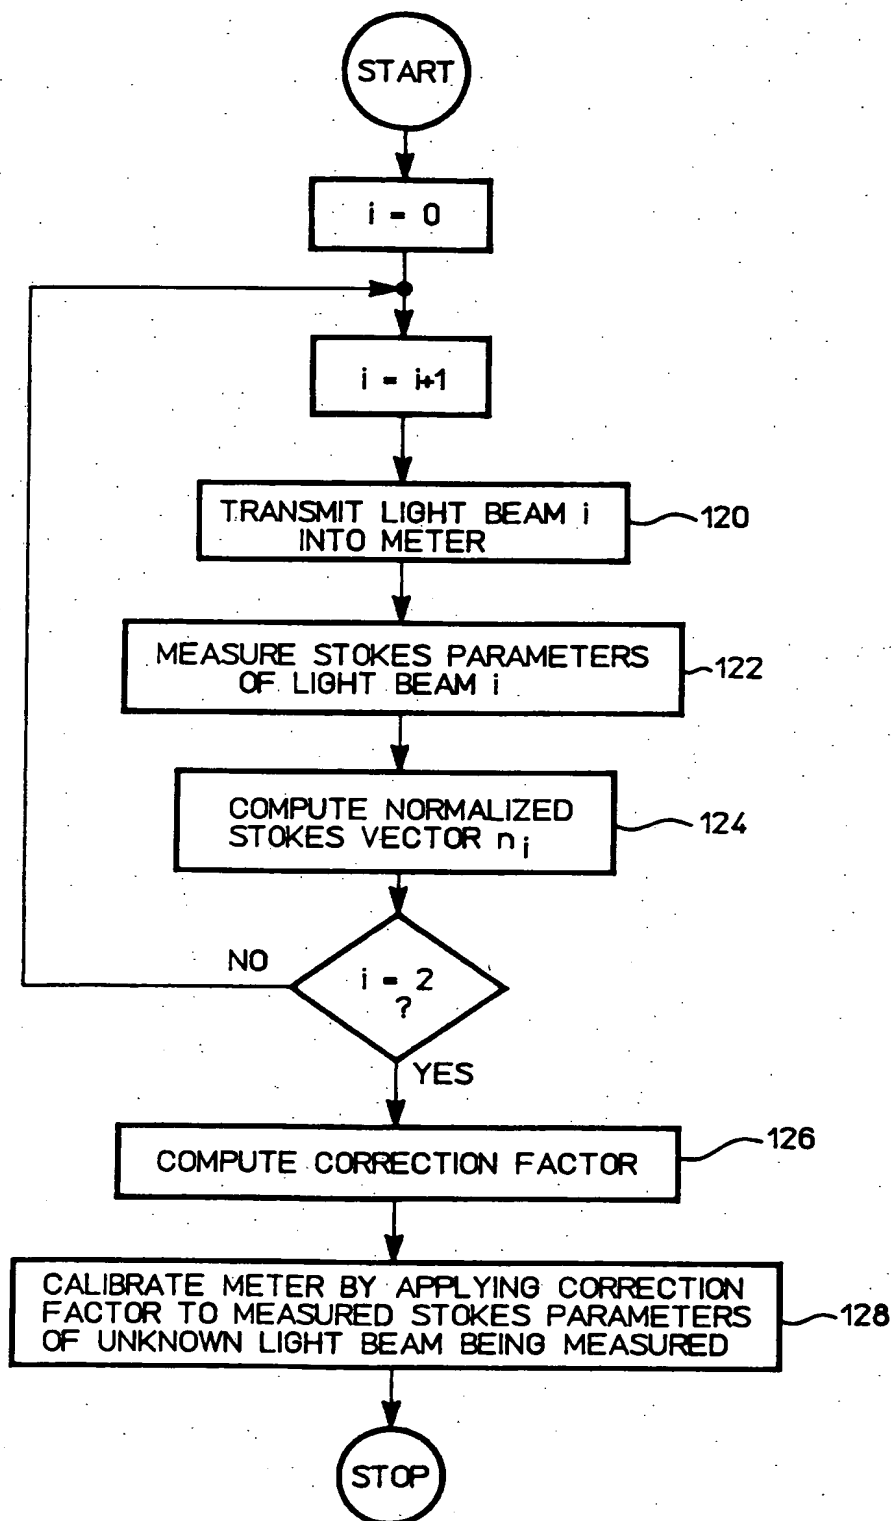 START
i = 0
i = i+1
TRANSMIT LIGHT BEAM i
INTO METER
120
MEASURE STOKES PARAMETERS
OF LIGHT BEAM i
122
COMPUTE NORMALIZED
STOKES VECTOR ni
124
NO
i = 2
?
YES
126
COMPUTE CORRECTION FACTOR
CALIBRATE METER BY APPLYING CORRECTION
FACTOR TO MEASURED STOKES PARAMETERS
OF UNKNOWN LIGHT BEAM BEING MEASURED
128
STOP